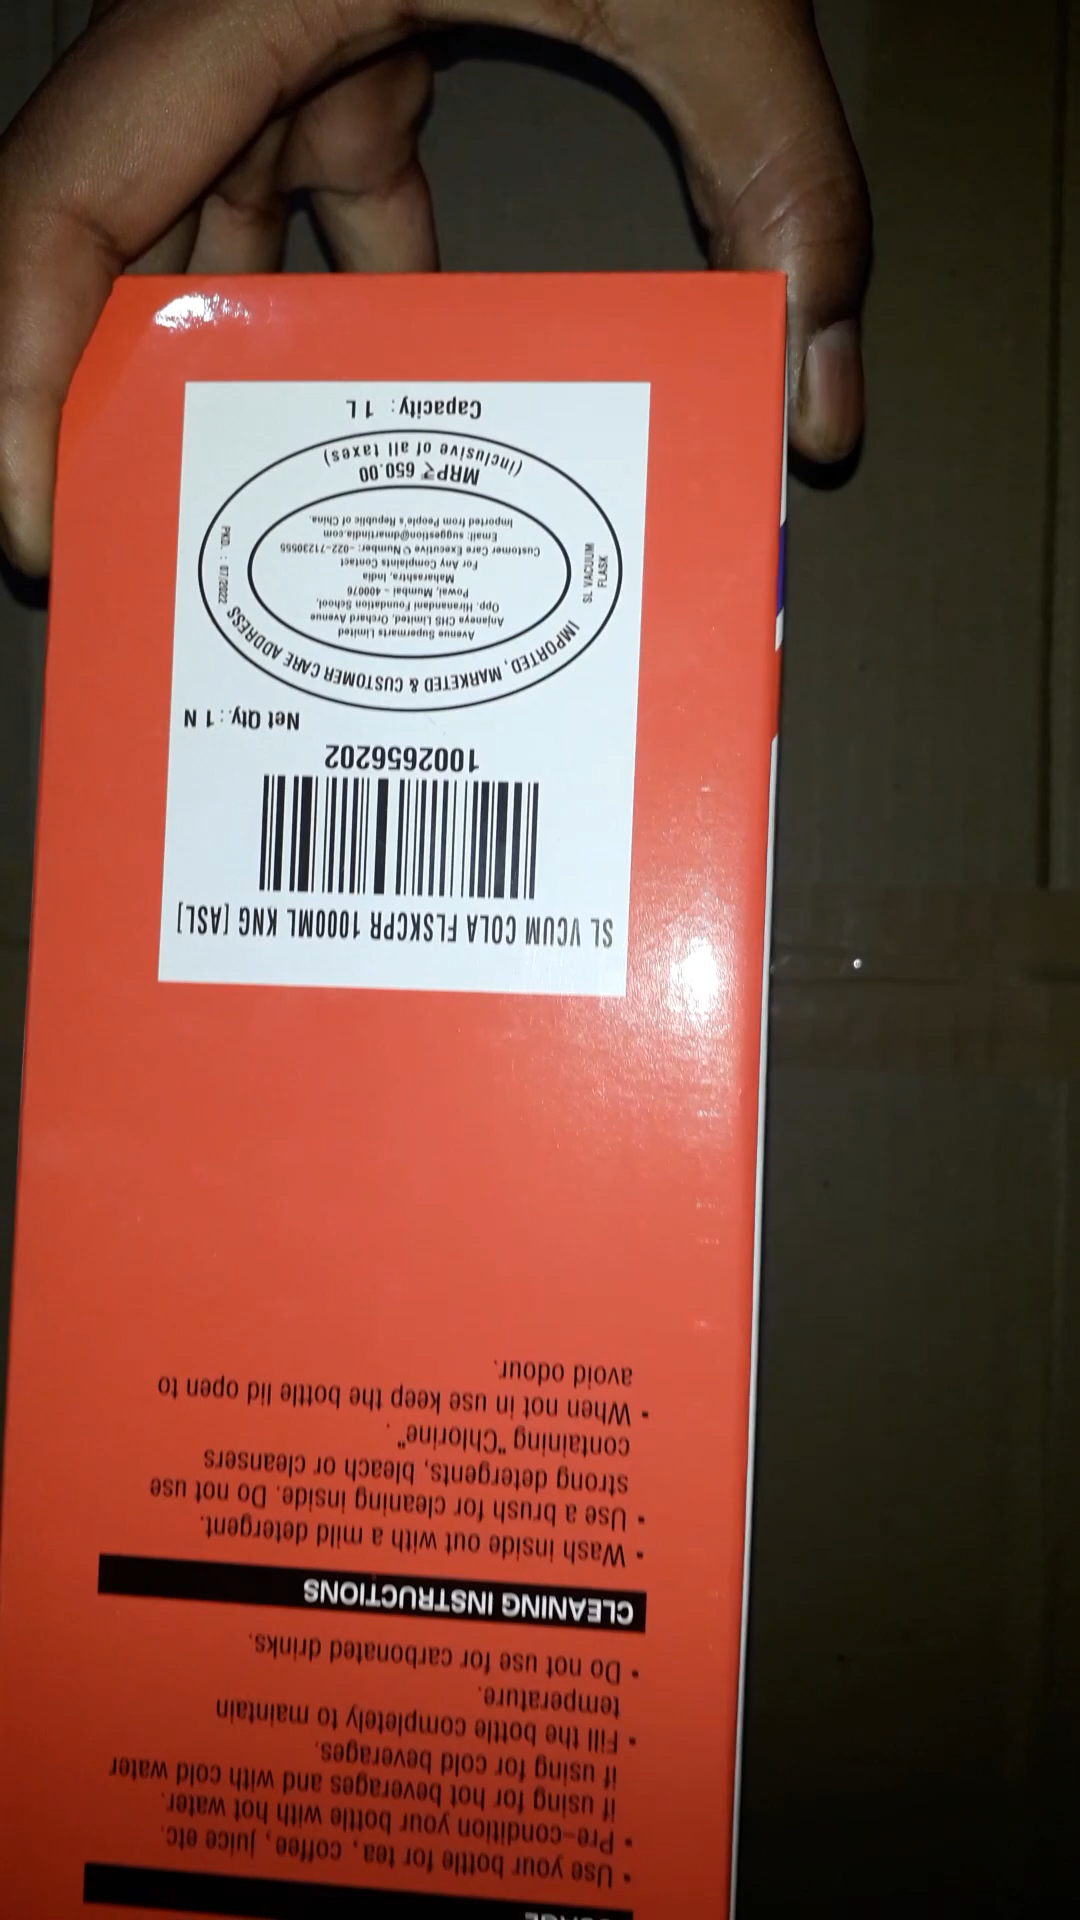 • Use your bottle for tea, coffee, juice etc
• Pre-condition your bottle with hot water
if using for hot beverages and with cold water
if using for cold beverages.
• Fill the bottle completely to maintain
temperature.
• Do not use for carbonated drinks.
CLEANING INSTRUCTIONS
• Wash inside out with a mild detergent.
• Use a brush for cleaning inside. Do not use
strong detergents, bleach or cleansers
containing "Chlorine".
• When not in use keep the bottle lid open to
avoid odour.
SL VCUM COLA FLSKCPR 1000ML KNG [ASL]
1002656202
Net Qty.: 1 N
IMPORTED, MARKETED & CUSTOMER CARE ADDRESS
Avenue Supermarts Limited
Anjaneya CHS Limited, Orchard Avenue
Opp. Hiranandani Foundation School,
Powai, Mumbai - 400076
Maharashtra, India
For Any Complaints Contact
Customer Care Executive © Number: -022-71230555
Email: suggestion@dmartindia.com
Imported from People's Republic of China.
SL VACUUM
FLASK
PKD. : 07/2022
MRP ₹ 650.00
(Inclusive of all taxes)
Capacity: 1 L